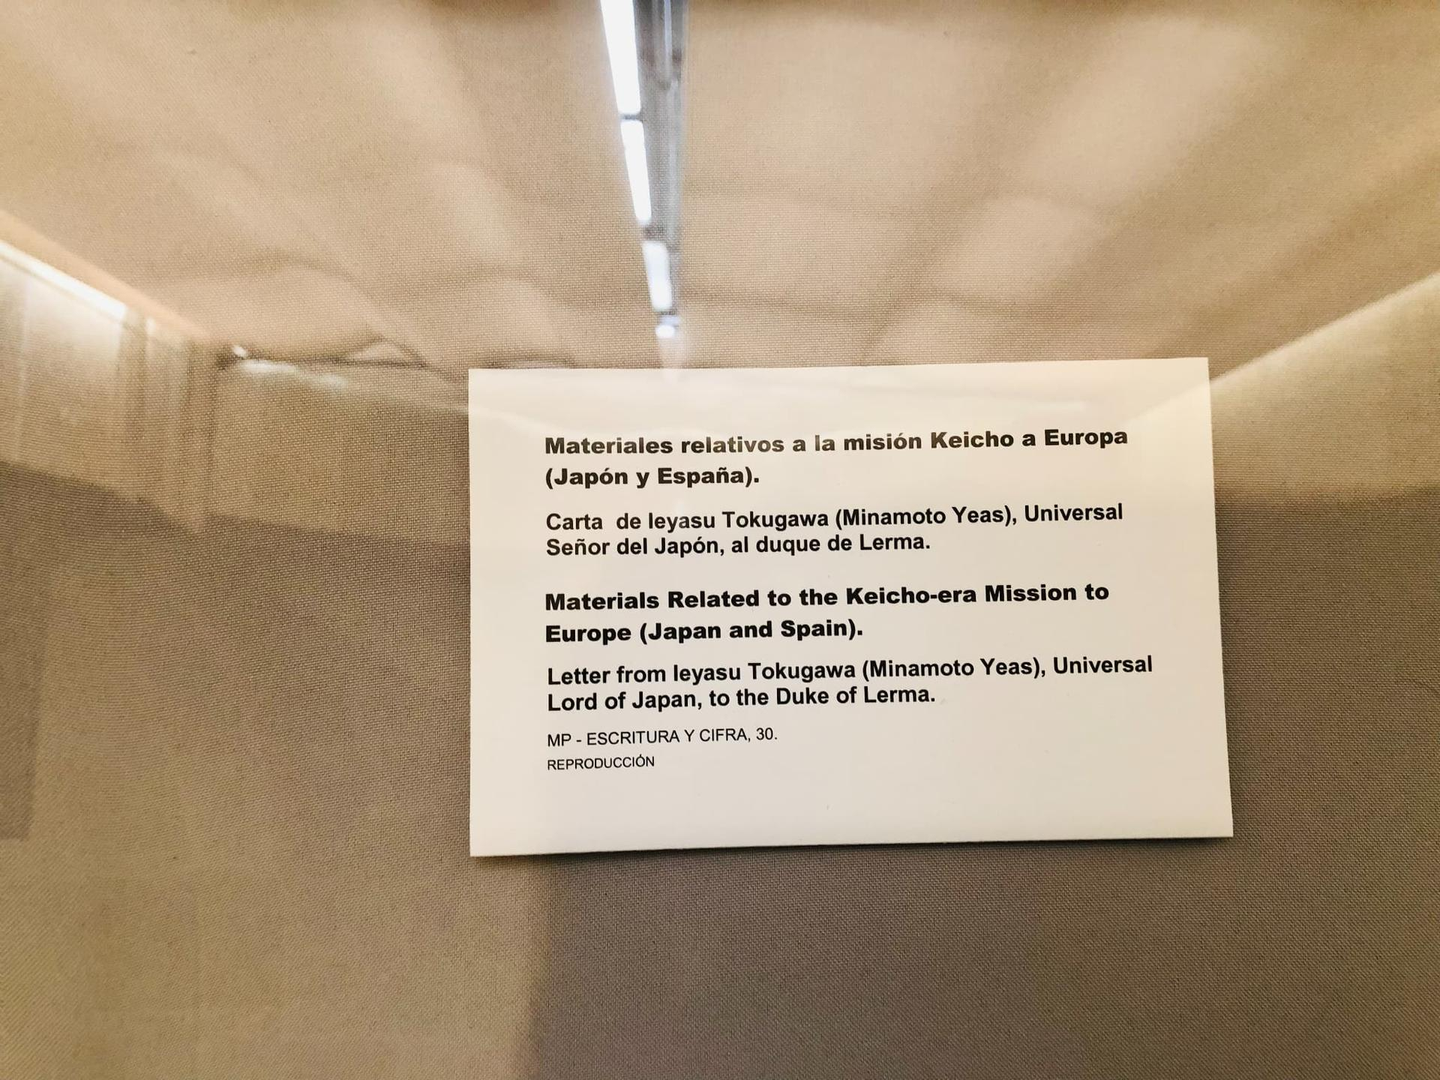 Materiales relativos a la misión Keicho a Europa
(Japón y España).
Carta de Ieyasu Tokugawa (Minamoto Yeas), Universal
Señor del Japón, al duque de Lerma.
Materials Related to the Keicho-era Mission to
Europe (Japan and Spain).
Letter from Ieyasu Tokugawa (Minamoto Yeas), Universal
Lord of Japan, to the Duke of Lerma.
MP - ESCRITURA Y CIFRA, 30.
REPRODUCCIÓN